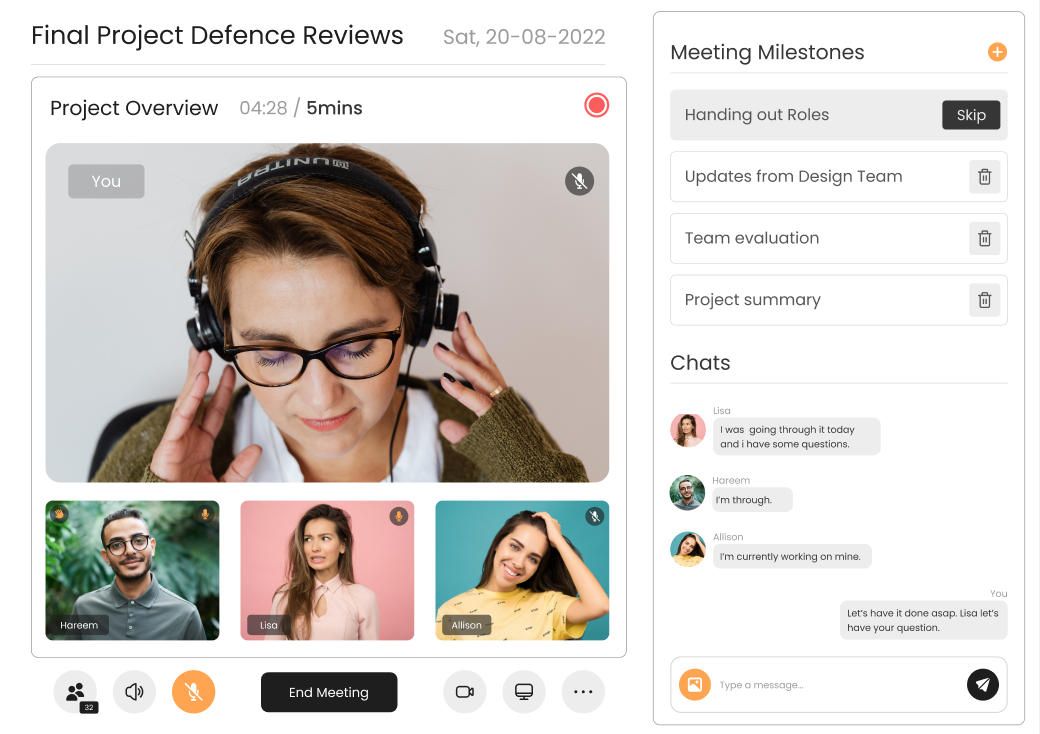 Final Project Defence Reviews
Sat, 20-08-2022
Project Overview
04:28 / 5mins
You
UNITRA
Hareem
Lisa
Allison
32
End Meeting
Meeting Milestones
Handing out Roles
Skip
Updates from Design Team
Team evaluation
Project summary
Chats
Lisa
I was going through it today
and i have some questions.
Hareem
I'm through.
Allison
I'm currently working on mine.
You
Let's have it done asap. Lisa let's
have your question.
Type a message...